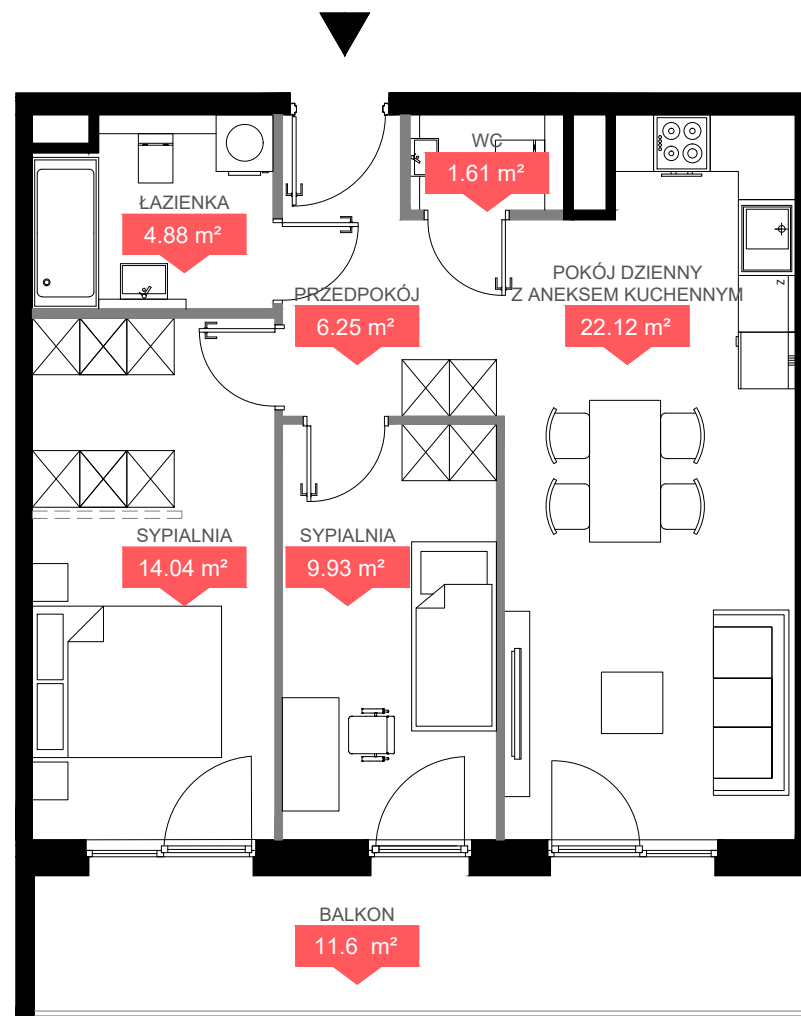 WC
1.61 m²
ŁAZIENKA
4.88 m²
PRZEDPOKÓJ
6.25 m²
POKÓJ DZIENNY
Z ANEKSEM KUCHENNYM
22.12 m²
Z
SYPIALNIA
14.04 m²
SYPIALNIA
9.93 m²
BALKON
11.6 m²